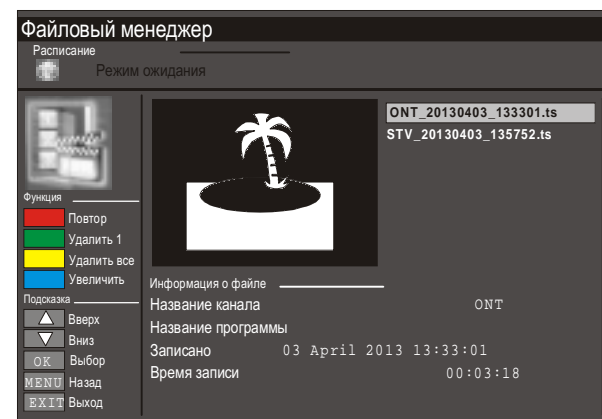 Файловый менеджер
Расписание
Режим ожидания
ONT_20130403_133301.ts
STV_20130403_135752.ts
Функция
Повтор
Удалить 1
Удалить все
Увеличить
Подсказка
Вверх
Вниз
OK Выбор
MENU Назад
EXIT Выход
Информация о файле
Название канала ONT
Название программы
Записано 03 April 2013 13:33:01
Время записи 00:03:18